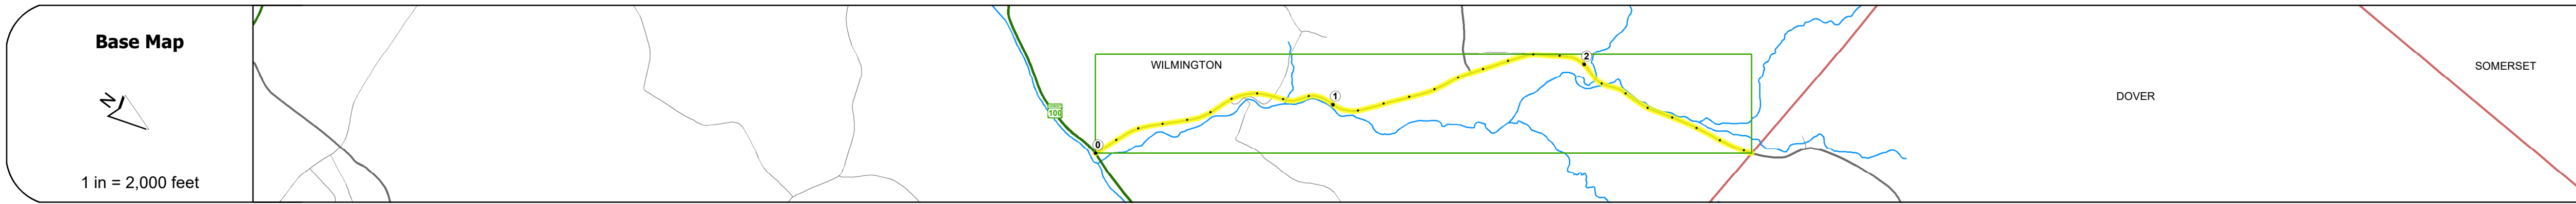 Base Map
N
1 in = 2,000 feet
WILMINGTON
100
0
1
2
DOVER
SOMERSET